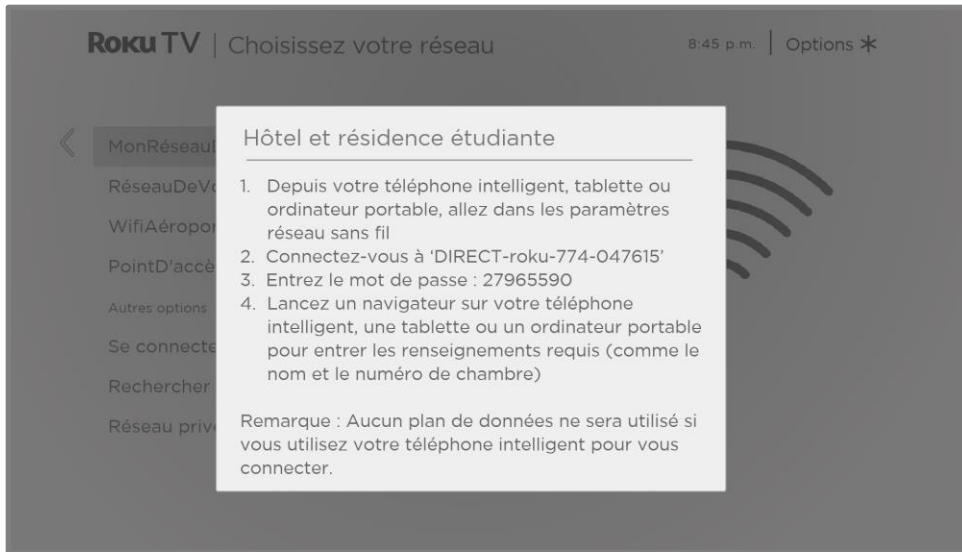 Roku TV | Choisissez votre réseau
8:45 p.m. | Options *
Hôtel et résidence étudiante
1. Depuis votre téléphone intelligent, tablette ou
ordinateur portable, allez dans les paramètres
réseau sans fil
2. Connectez-vous à ‘DIRECT-roku-774-047615’
3. Entrez le mot de passe : 27965590
4. Lancez un navigateur sur votre téléphone
intelligent, une tablette ou un ordinateur portable
pour entrer les renseignements requis (comme le
nom et le numéro de chambre)
Remarque : Aucun plan de données ne sera utilisé si
vous utilisez votre téléphone intelligent pour vous
connecter.
MonRéseau
RéseauDeVo
WifiAéropor
PointD'accè
Autres options
Se connecte
Rechercher
Réseau priv